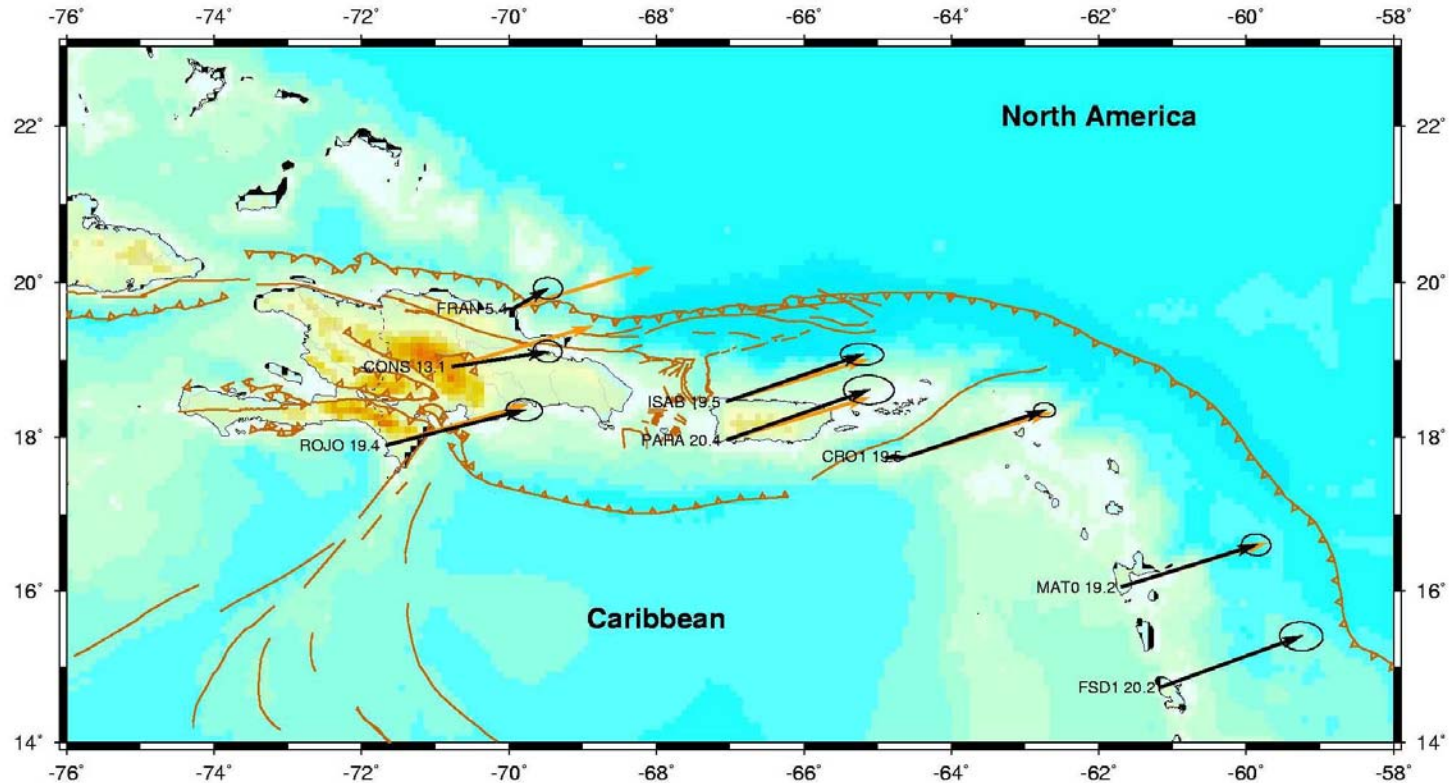 -76 -74 -72 -70 -68 -66 -64 -62 -60 -58
22˚ North America 22˚
20˚ 20˚
FRAN 5.4
CONS 13.1
ISAB 19.5
ROJO 19.4 PARA 20.4
18˚ 18˚
CRO1 19.5
MAT0 19.2
16˚ 16˚
Caribbean
FSD1 20.2
14˚ 14˚
-76 -74 -72 -70 -68 -66 -64 -62 -60 -58